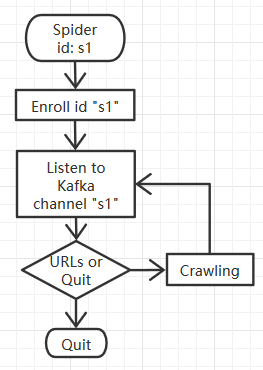 Spider
id: s1
Enroll id "s1"
Listen to
Kafka
channel "s1"
URLs or
Quit
Crawling
Quit